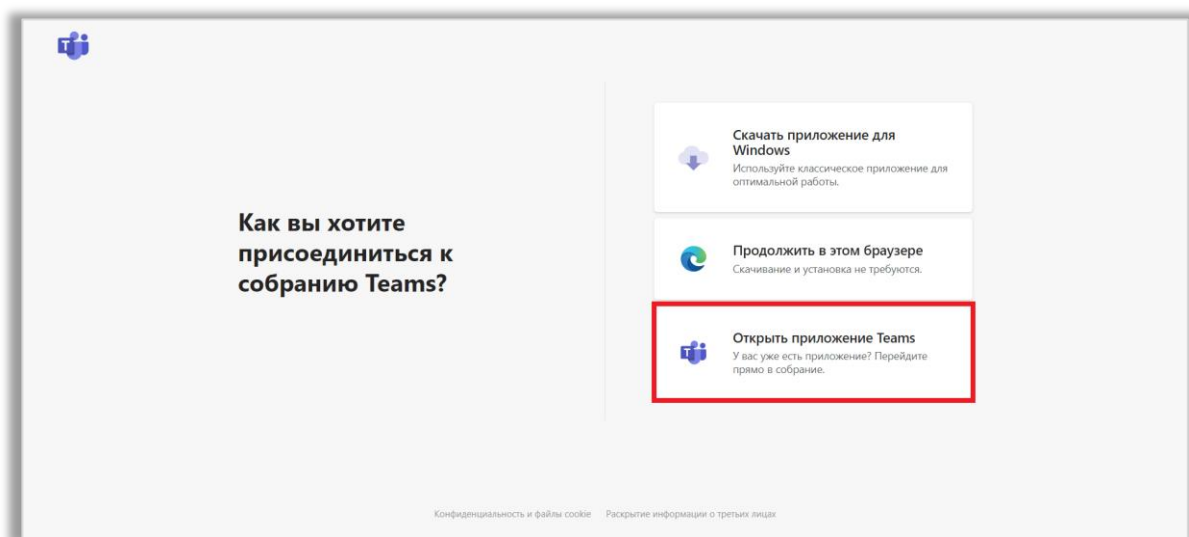 Как вы хотите
присоединиться к
собранию Teams?
Скачать приложение для
Windows
Используйте классическое приложение для
оптимальной работы.
Продолжить в этом браузере
Скачивание и установка не требуются.
Открыть приложение Teams
У вас уже есть приложение? Перейдите
прямо в собрание.
Конфиденциальность и файлы cookie Раскрытие информации о третьих лицах